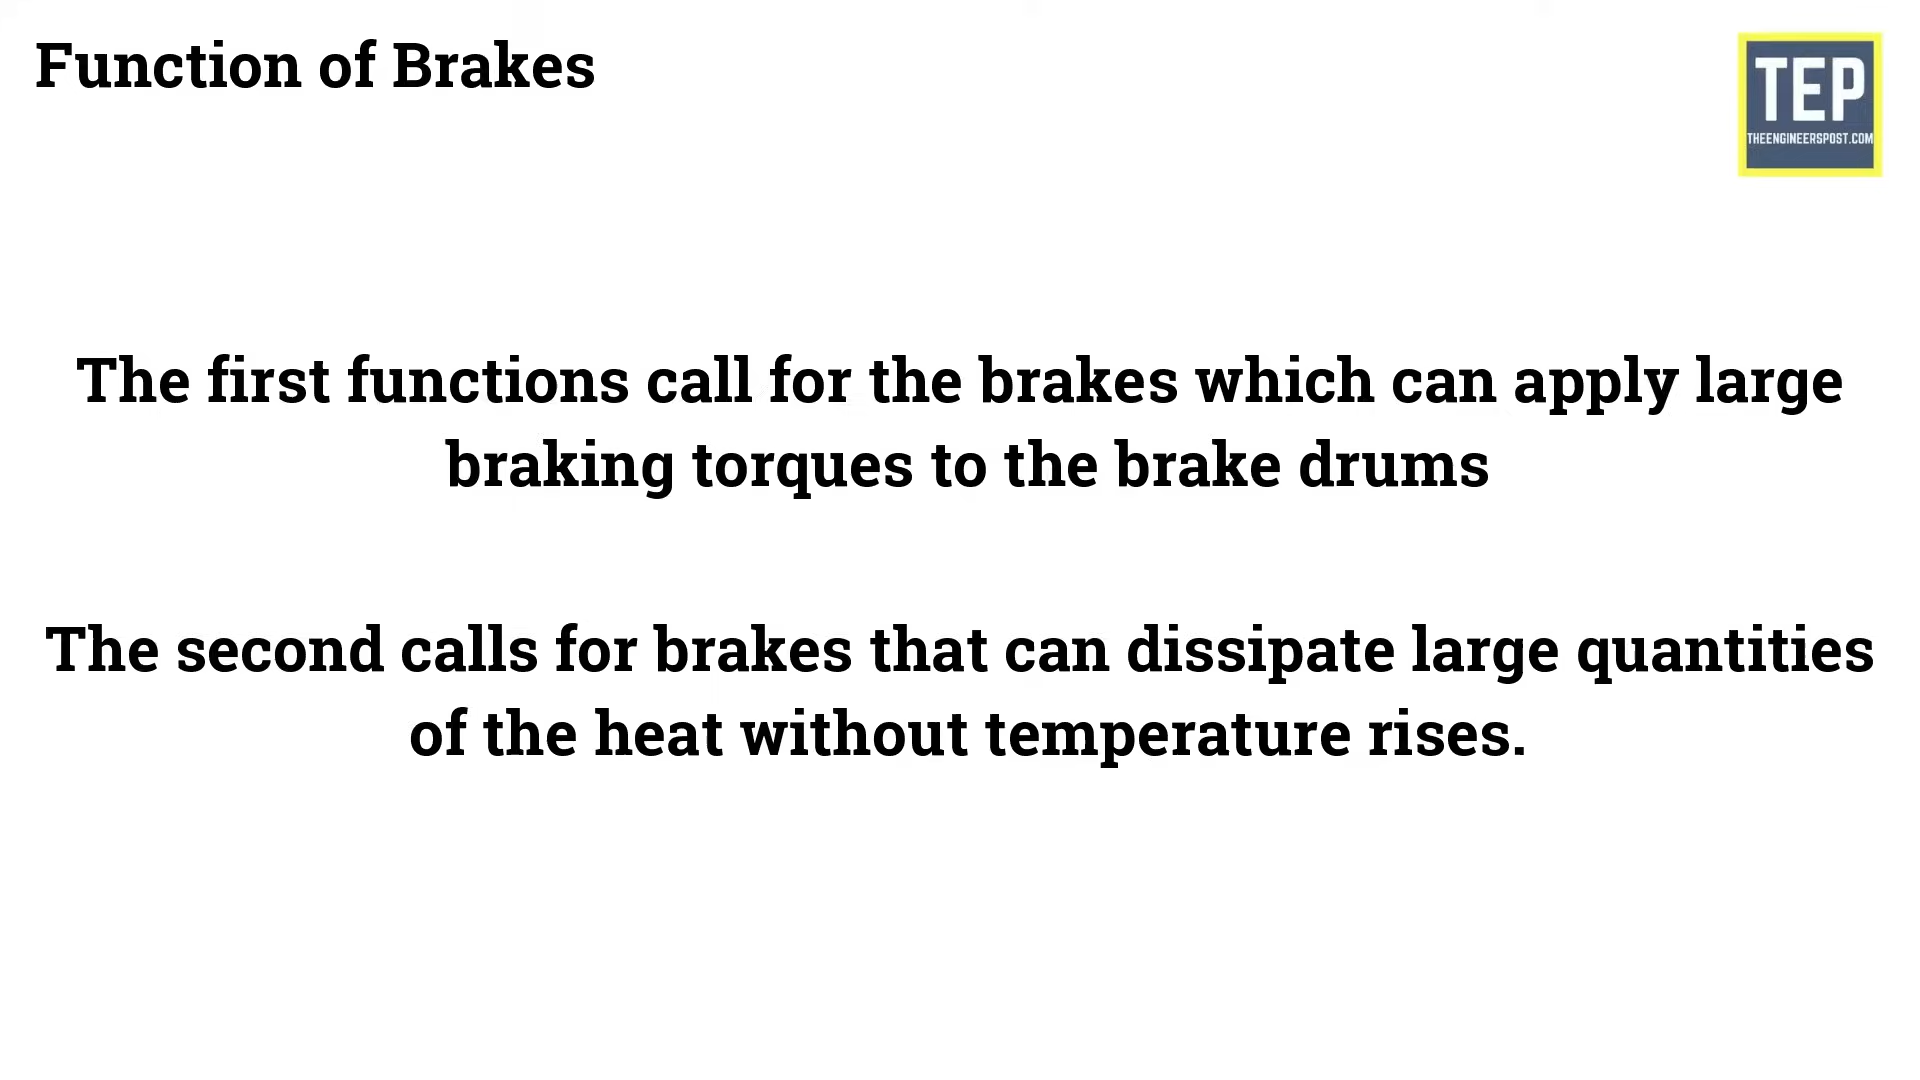 Function of Brakes
TEP
THEENGINEERSPOST.COM
The first functions call for the brakes which can apply large
braking torques to the brake drums
The second calls for brakes that can dissipate large quantities
of the heat without temperature rises.